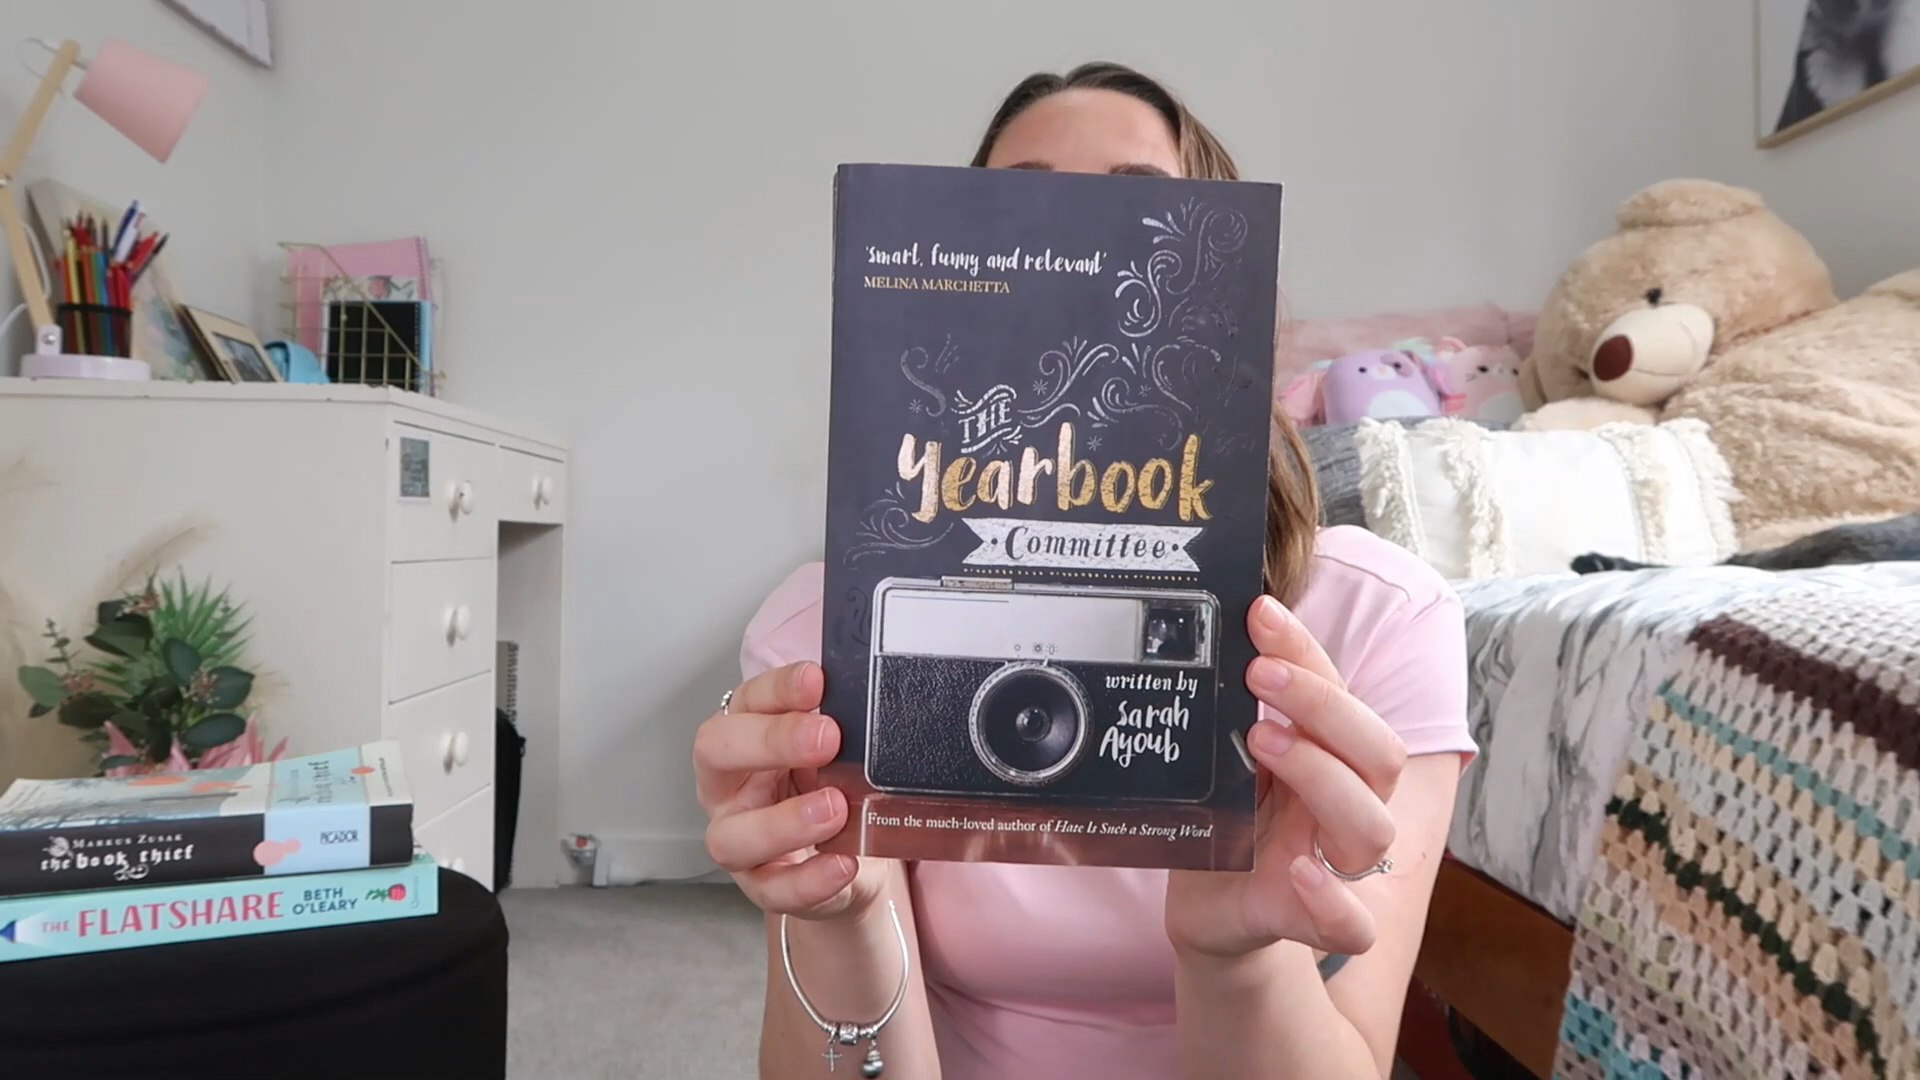 'smart, funny and relevant'
MELINA MARCHETTA
THE
Yearbook
Committee
written by
Sarah
Ayoub
From the much-loved author of Hate Is Such a Strong Word
MARKUS ZUSAK
the book thief
PICADOR
THE FLATSHARE
BETH
O'LEARY